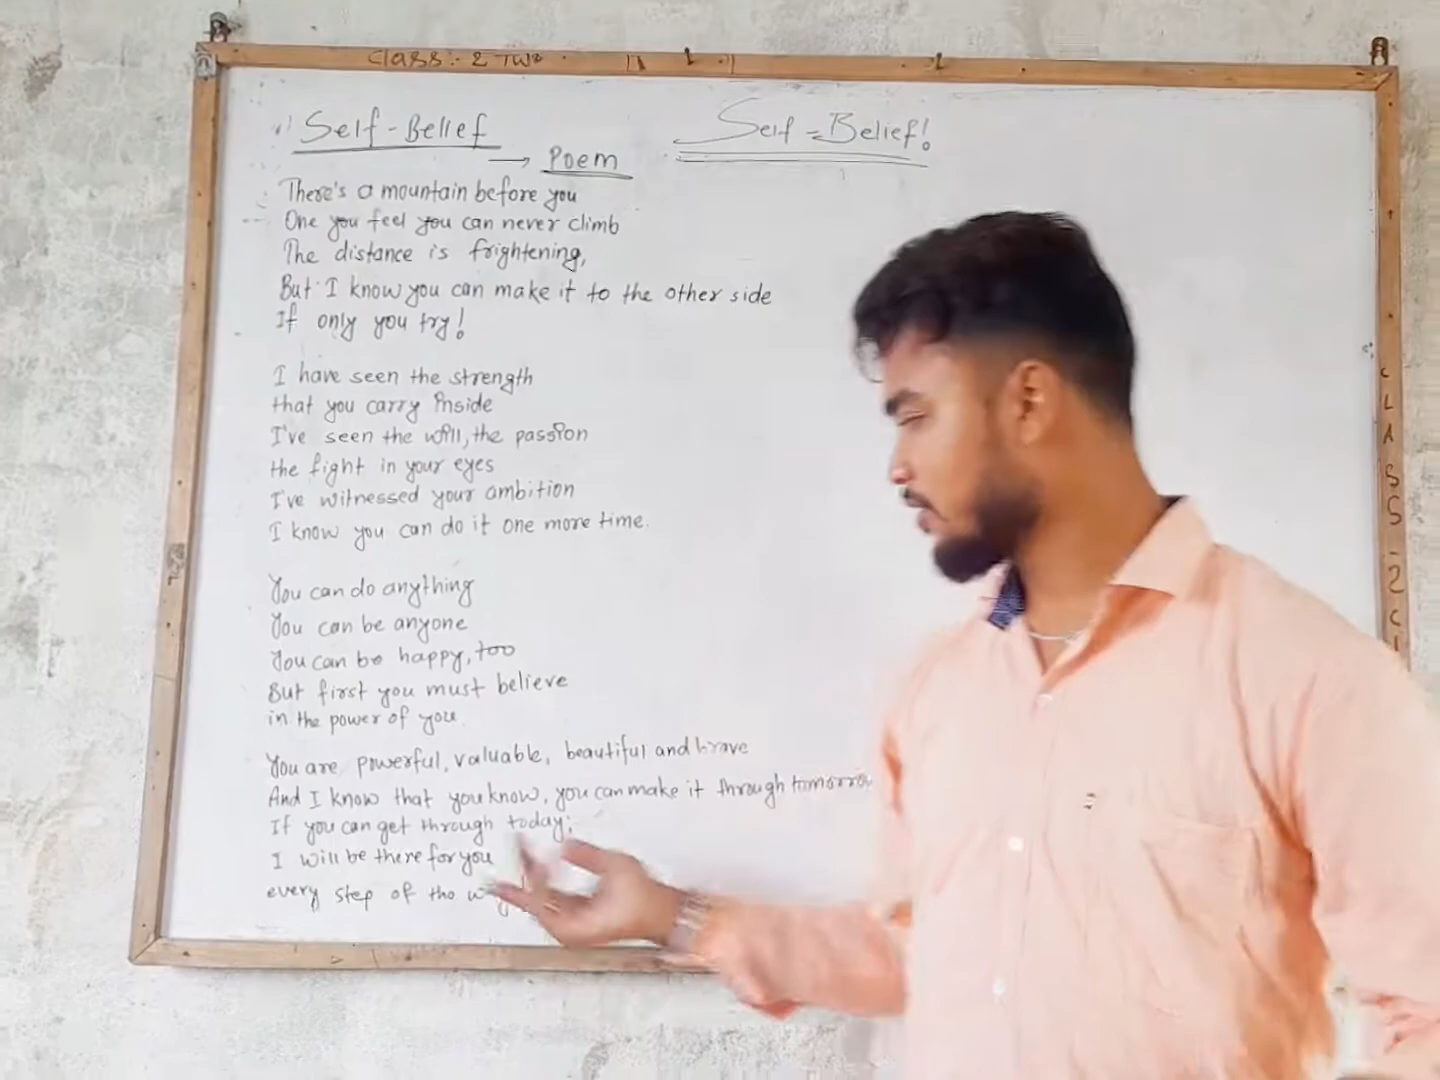 Class:- 2 Two
Self-Belief
→ Poem
Self = Belief!
There's a mountain before you
One you feel you can never climb
The distance is frightening,
But I know you can make it to the other side
If only you try!
I have seen the strength
that you carry inside
I've seen the will, the passion
the fight in your eyes
I've witnessed your ambition
I know you can do it one more time.
You can do anything
You can be anyone
You can be happy, too
But first you must believe
in the power of you.
You are powerful, valuable, beautiful and brave
And I know that you know, you can make it through tomorro
If you can get through today;
I will be there for you
every step of the
CLASS-2